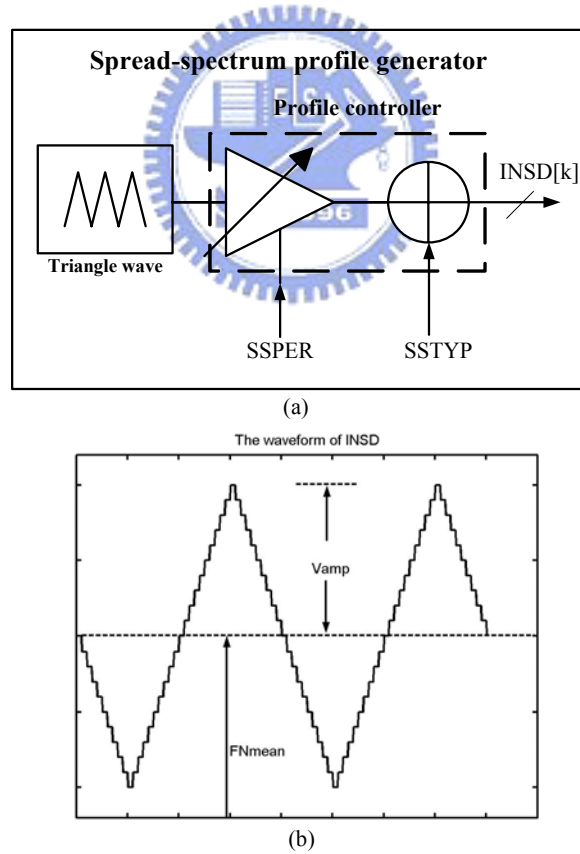 Spread-spectrum profile generator
Profile controller
INSD[k]
Triangle wave
SSPER
SSTYP
(a)
The waveform of INSD
Vamp
FNmean
(b)